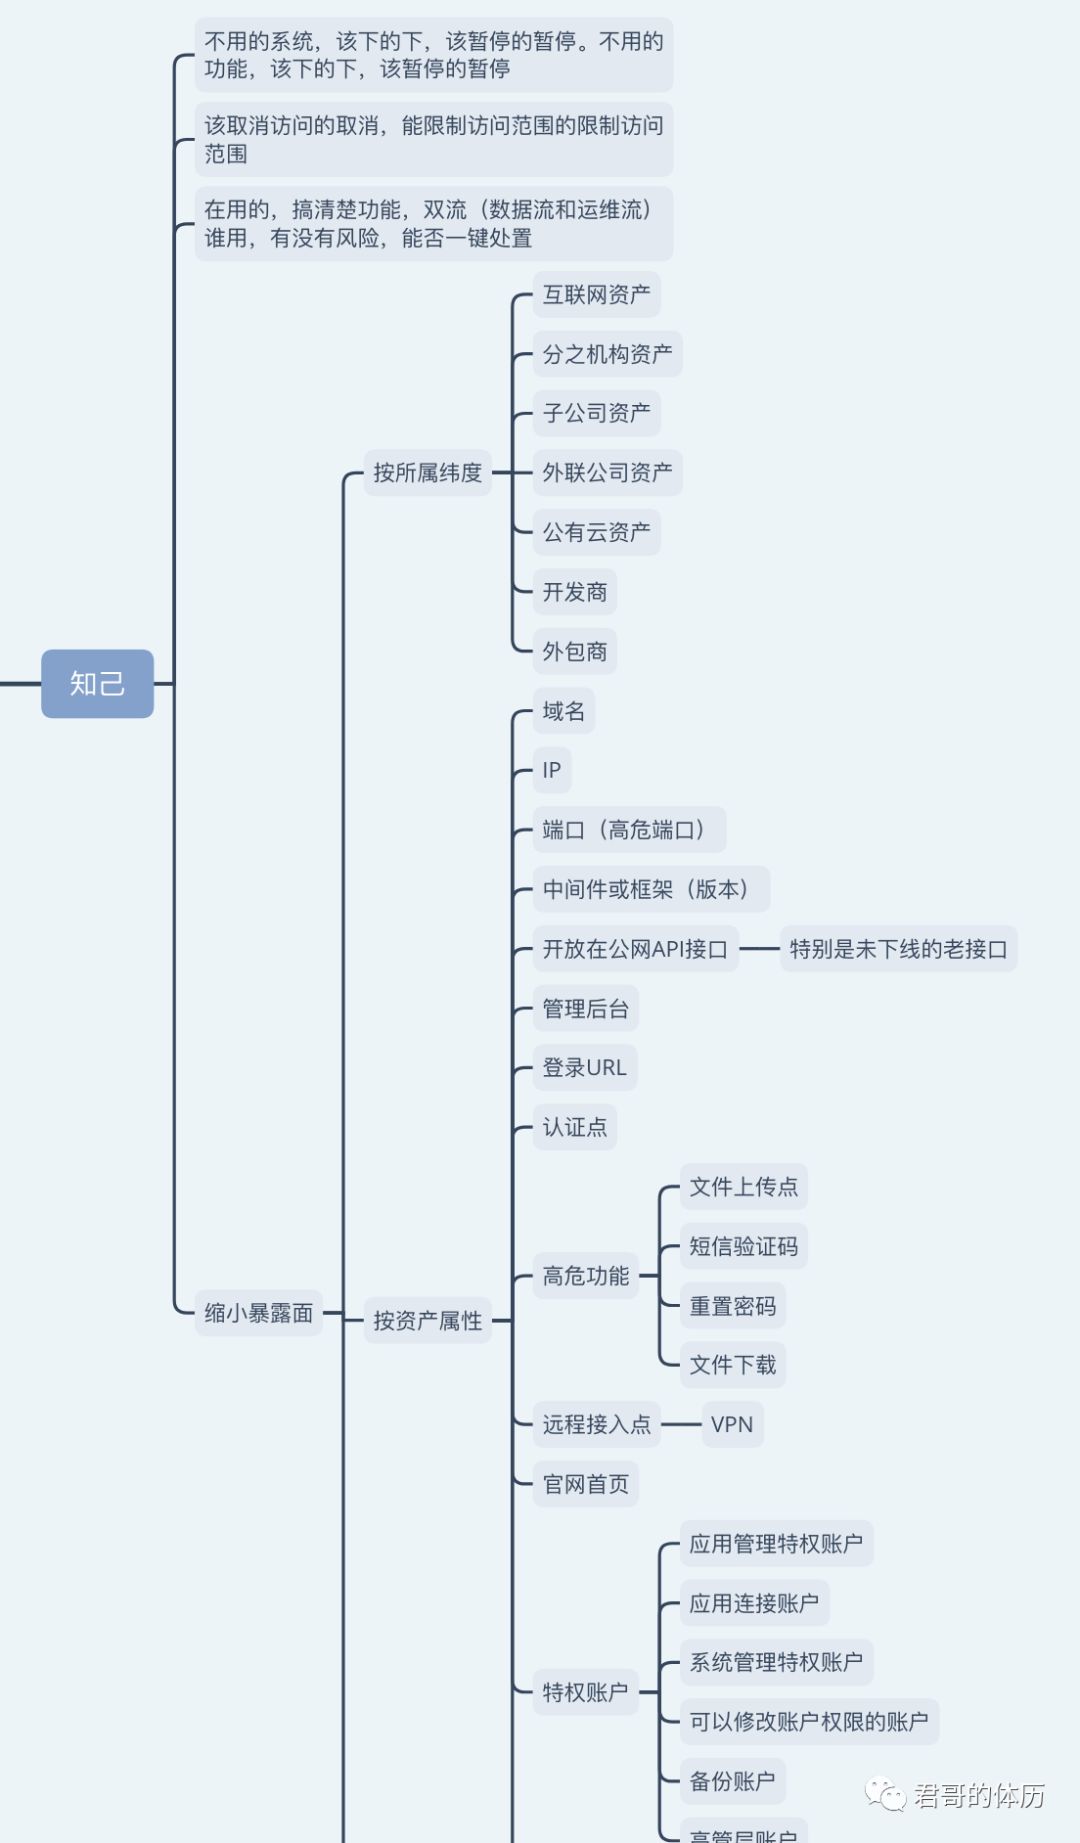 不用的系统，该下的下，该暂停的暂停。不用的
功能，该下的下，该暂停的暂停
该取消访问的取消，能限制访问范围的限制访问
范围
在用的，搞清楚功能，双流（数据流和运维流）
谁用，有没有风险，能否一键处置
互联网资产
分之机构资产
子公司资产
按所属纬度
外联公司资产
公有云资产
开发商
外包商
知己
域名
IP
端口（高危端口）
中间件或框架（版本）
开放在公网API接口
特别是未下线的老接口
管理后台
登录URL
认证点
文件上传点
短信验证码
高危功能
重置密码
缩小暴露面
按资产属性
文件下载
远程接入点
VPN
官网首页
应用管理特权账户
应用连接账户
系统管理特权账户
特权账户
可以修改账户权限的账户
备份账户
君哥的体历
高管层账户